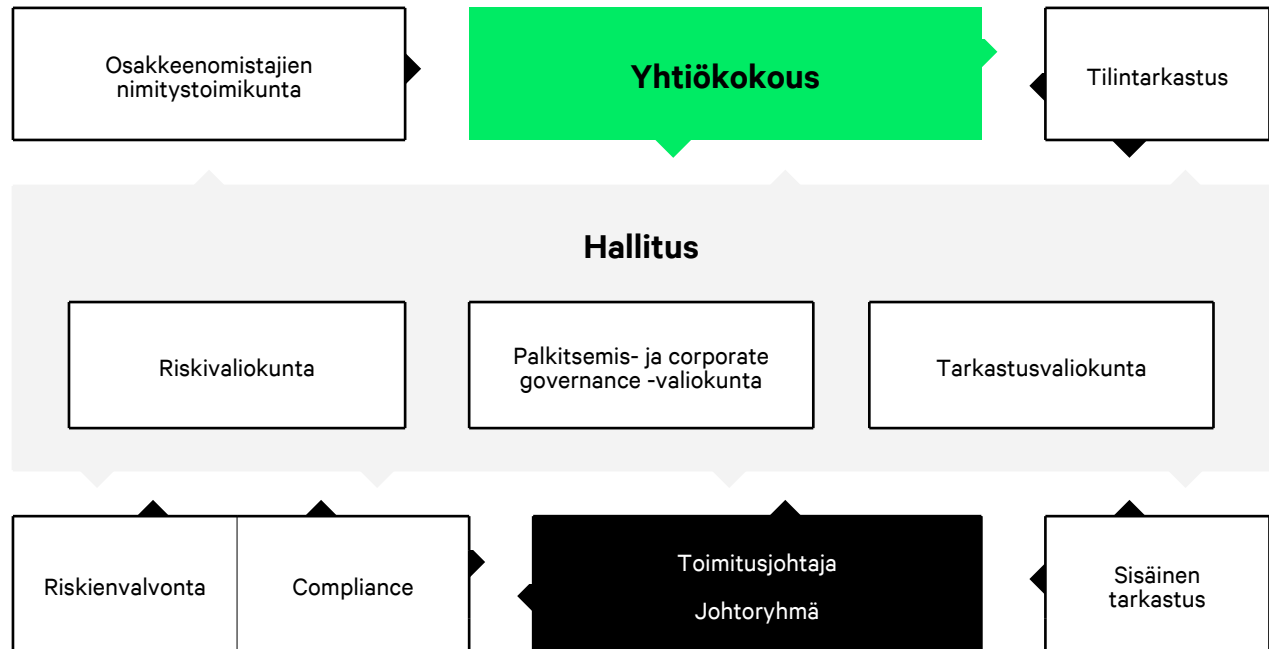 Osakkeenomistajien
nimitystoimikunta
Yhtiökokous
Tilintarkastus
Hallitus
Riskivaliokunta
Palkitsemis- ja corporate
governance -valiokunta
Tarkastusvaliokunta
Riskienvalvonta
Compliance
Toimitusjohtaja
Johtoryhmä
Sisäinen
tarkastus